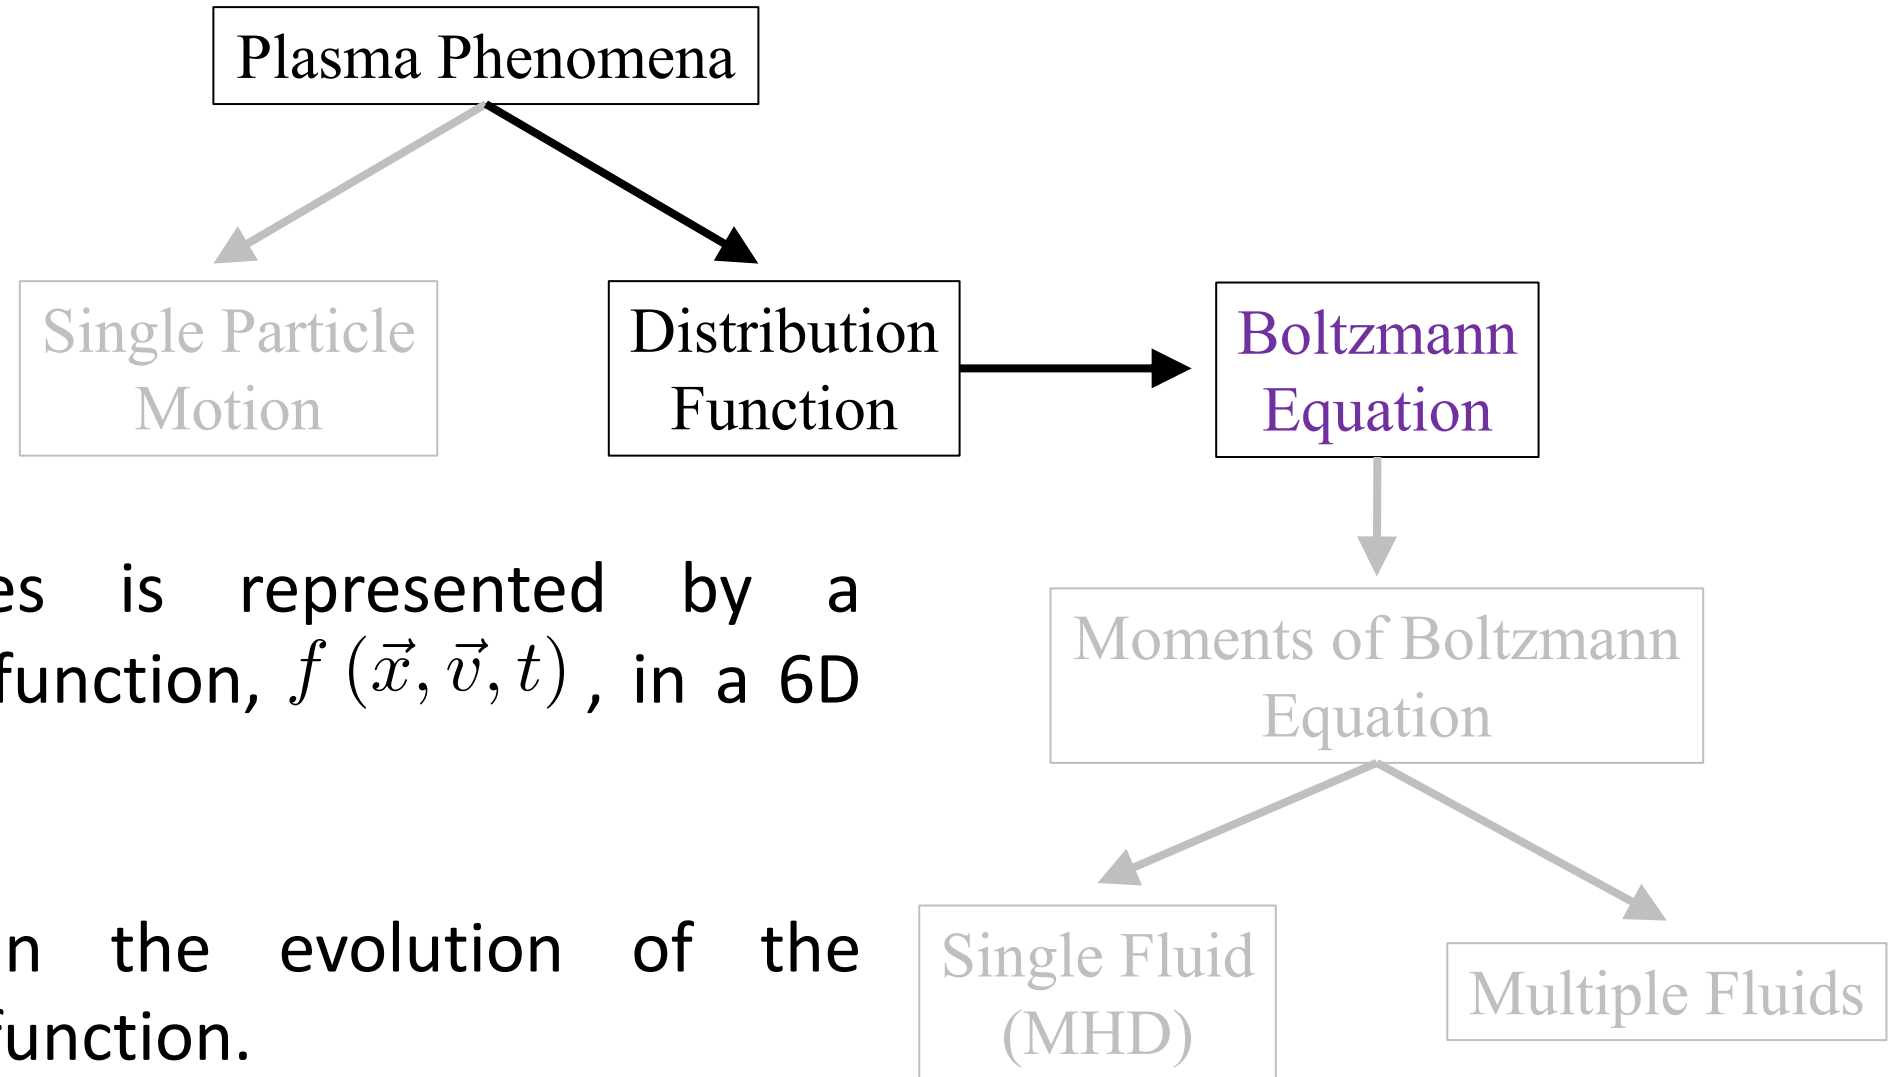 Plasma Phenomena
Single Particle
Motion
Distribution
Function
Boltzmann
Equation
es is represented by a
function, f (x⃗, v⃗, t) , in a 6D
Moments of Boltzmann
Equation
n the evolution of the
function.
Single Fluid
(MHD)
Multiple Fluids